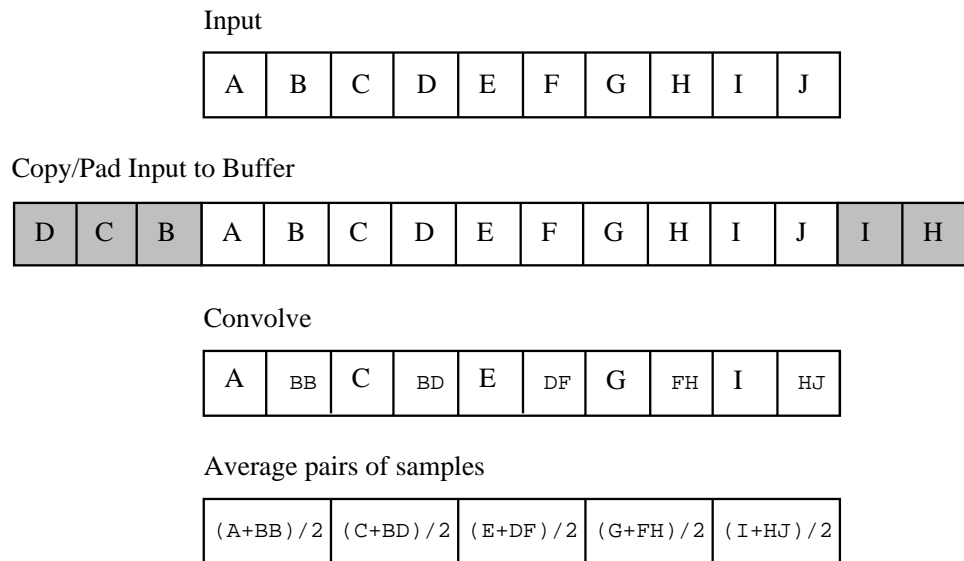 Input
A B C D E F G H I J
Copy/Pad Input to Buffer
D C B A B C D E F G H I J I H
Convolve
A BB C BD E DF G FH I HJ
Average pairs of samples
(A+BB)/2 (C+BD)/2 (E+DF)/2 (G+FH)/2 (I+HJ)/2